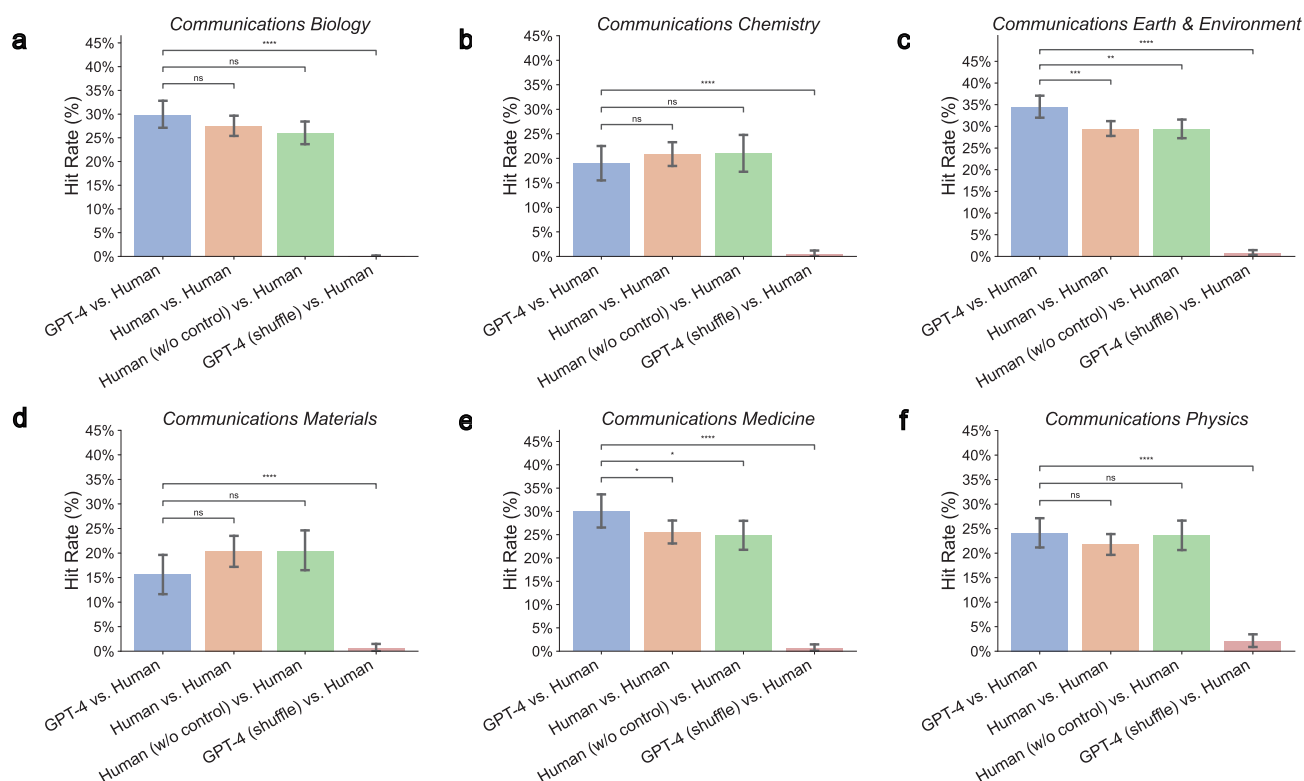 a
Communications Biology
Hit Rate (%)
45%
40%
35%
30%
25%
20%
15%
10%
5%
0%
****
ns
ns
GPT-4 vs. Human
Human vs. Human
Human (w/o control) vs. Human
GPT-4 (shuffle) vs. Human
b
Communications Chemistry
Hit Rate (%)
45%
40%
35%
30%
25%
20%
15%
10%
5%
0%
****
ns
ns
GPT-4 vs. Human
Human vs. Human
Human (w/o control) vs. Human
GPT-4 (shuffle) vs. Human
c
Communications Earth & Environment
Hit Rate (%)
45%
40%
35%
30%
25%
20%
15%
10%
5%
0%
****
**
***
GPT-4 vs. Human
Human vs. Human
Human (w/o control) vs. Human
GPT-4 (shuffle) vs. Human
d
Communications Materials
Hit Rate (%)
45%
40%
35%
30%
25%
20%
15%
10%
5%
0%
****
ns
ns
GPT-4 vs. Human
Human vs. Human
Human (w/o control) vs. Human
GPT-4 (shuffle) vs. Human
e
Communications Medicine
Hit Rate (%)
45%
40%
35%
30%
25%
20%
15%
10%
5%
0%
****
*
*
GPT-4 vs. Human
Human vs. Human
Human (w/o control) vs. Human
GPT-4 (shuffle) vs. Human
f
Communications Physics
Hit Rate (%)
45%
40%
35%
30%
25%
20%
15%
10%
5%
0%
****
ns
ns
GPT-4 vs. Human
Human vs. Human
Human (w/o control) vs. Human
GPT-4 (shuffle) vs. Human